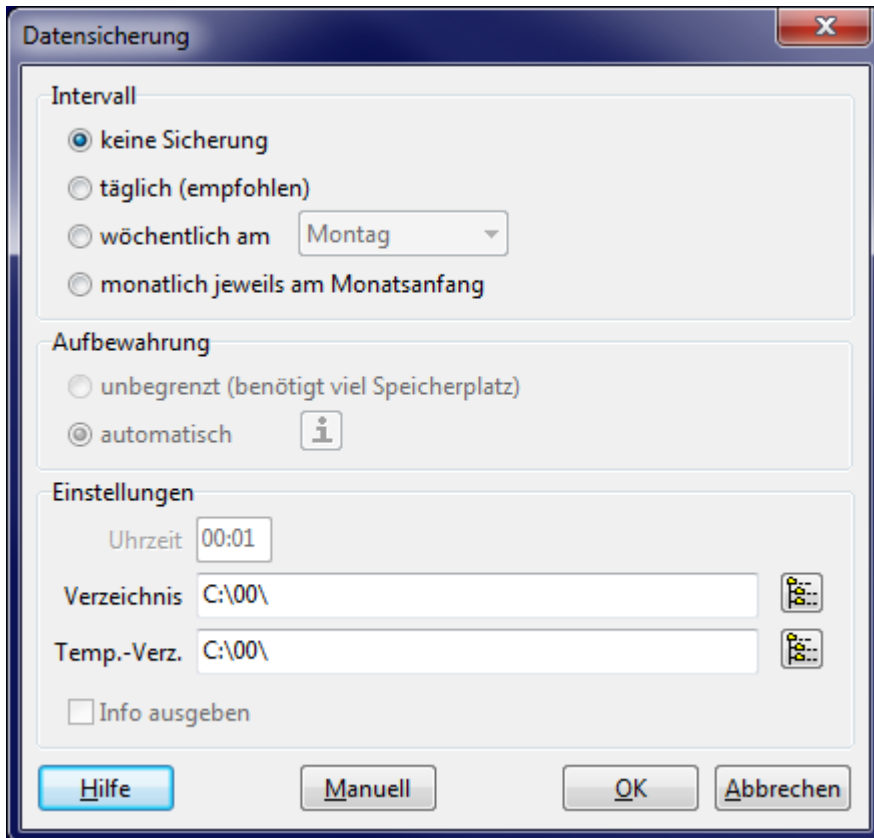 Datensicherung
Intervall
keine Sicherung
täglich (empfohlen)
wöchentlich am Montag
monatlich jeweils am Monatsanfang
Aufbewahrung
unbegrenzt (benötigt viel Speicherplatz)
automatisch i
Einstellungen
Uhrzeit 00:01
Verzeichnis C:\00\
Temp.-Verz. C:\00\
Info ausgeben
Hilfe Manuell OK Abbrechen